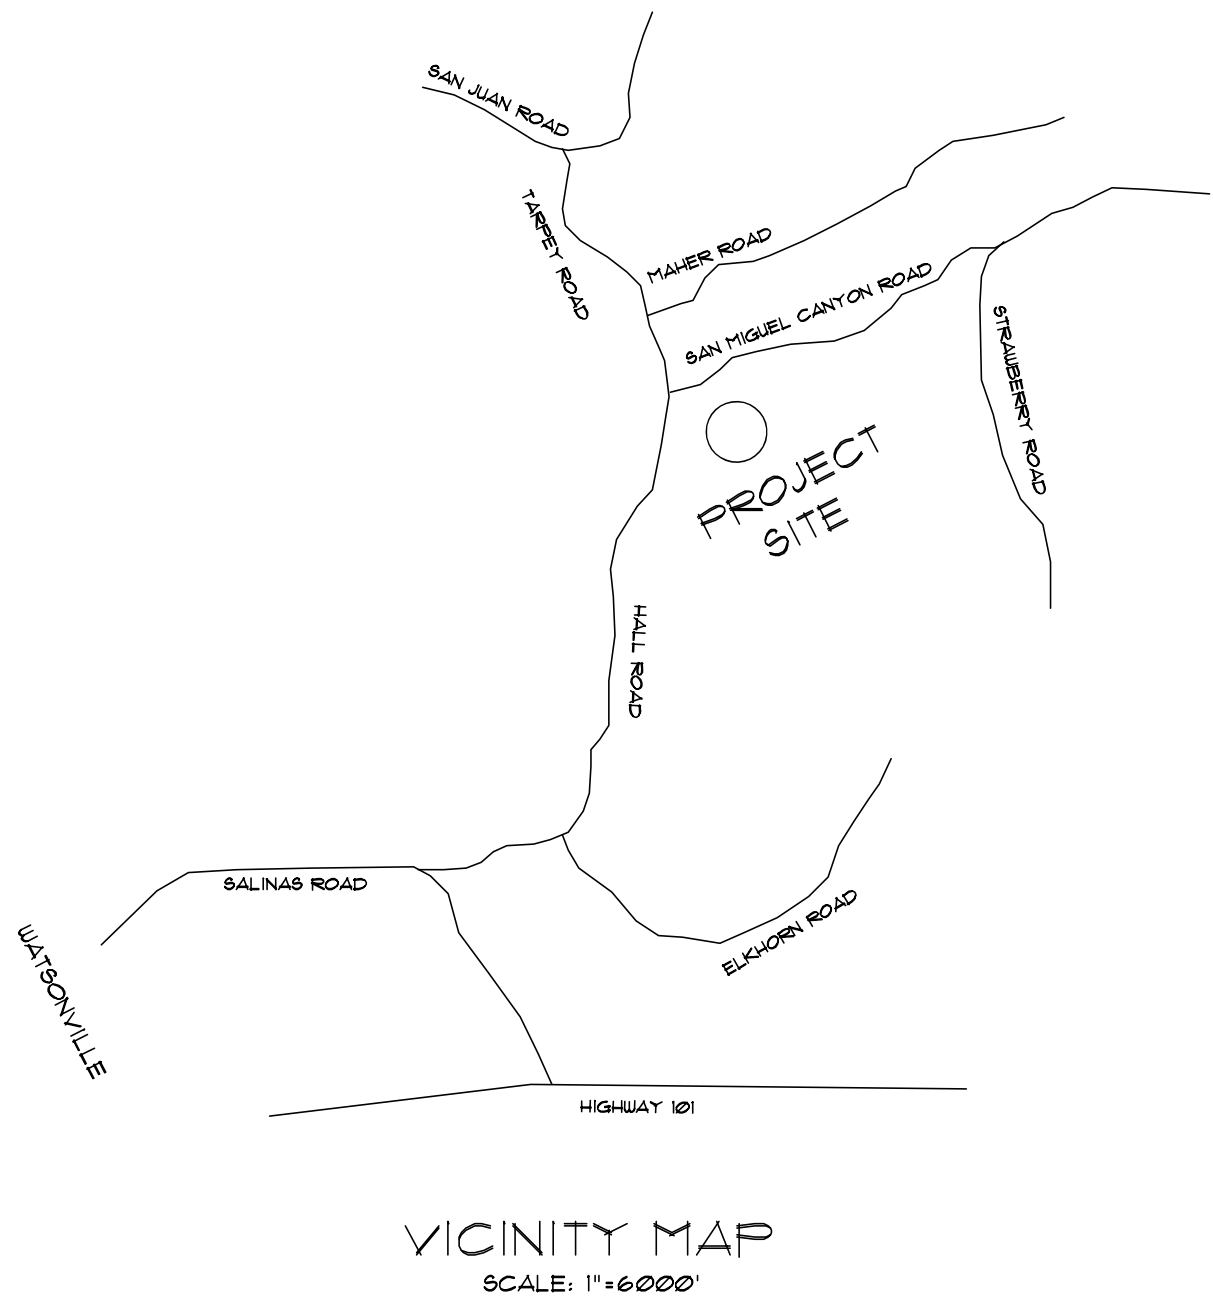 SAN JUAN ROAD
TARPEY ROAD
MAHER ROAD
SAN MIGUEL CANYON ROAD
STRAWBERRY ROAD
PROJECT
SITE
HALL ROAD
SALINAS ROAD
ELKHORN ROAD
WATSONVILLE
HIGHWAY 101
VICINITY MAP
SCALE: 1"=6000'